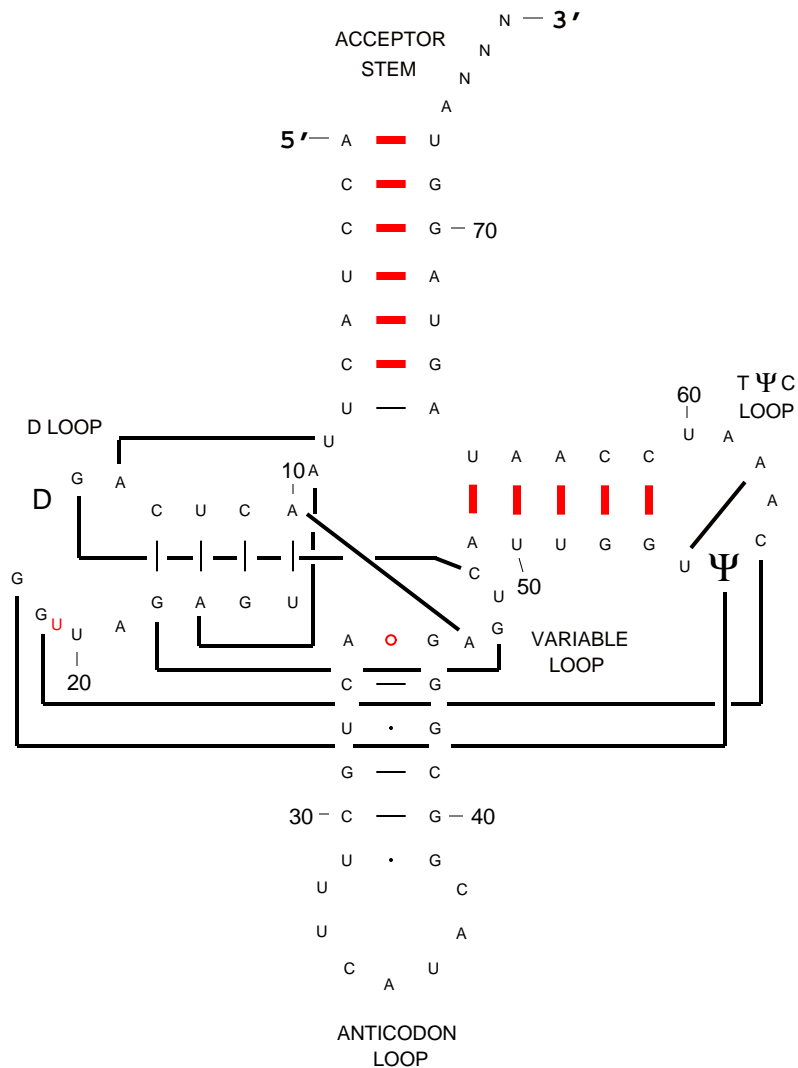 N — 3′
ACCEPTOR
STEM
N
N
A
5′ — A U
C G
C G — 70
U A
A U
C G
U A
60
T Ψ C
LOOP
D LOOP
U
U A
U A A C C
A
G A
10
A
D
C U C A
A
A U U G G
U Ψ C
G
C
50
G A G U
U
G U U A
A G A G
VARIABLE
LOOP
20
C G
U G
G C
30 — C G — 40
U G
U C
U A
C U
A
ANTICODON
LOOP